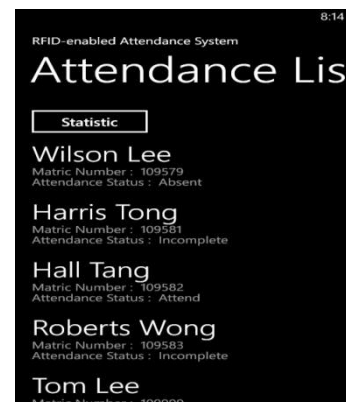 8:14
RFID-enabled Attendance System
Attendance Lis
Statistic
Wilson Lee
Matric Number : 109579
Attendance Status : Absent
Harris Tong
Matric Number : 109581
Attendance Status : Incomplete
Hall Tang
Matric Number : 109582
Attendance Status : Attend
Roberts Wong
Matric Number : 109583
Attendance Status : Incomplete
Tom Lee
Matric Number :